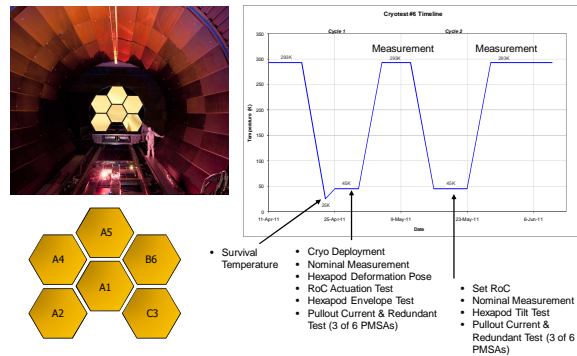 Cryotest #6 Timeline
Cycle 1
Cycle 2
Measurement
Measurement
293K
293K
293K
350
300
250
200
150
100
50
0
Temperature (K)
25K
45K
45K
11-Apr-11
25-Apr-11
9-May-11
23-May-11
6-Jun-11
Date
A5
A4
B6
A1
A2
C3
• Survival
Temperature
• Cryo Deployment
• Nominal Measurement
• Hexapod Deformation Pose
• RoC Actuation Test
• Hexapod Envelope Test
• Pullout Current & Redundant
Test (3 of 6 PMSAs)
• Set RoC
• Nominal Measurement
• Hexapod Tilt Test
• Pullout Current &
Redundant Test (3 of 6
PMSAs)